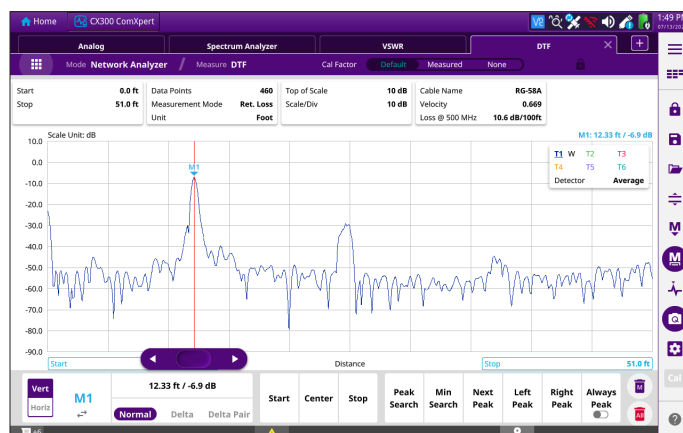 Home CX300 ComXpert V2 1:49 PM
Analog Spectrum Analyzer VSWR DTF × +
Mode Network Analyzer / Measure DTF Cal Factor Default Measured None
Start 0.0 ft Data Points 460 Top of Scale 10 dB Cable Name RG-58A
Stop 51.0 ft Measurement Mode Ret. Loss Scale/Div 10 dB Velocity 0.669
Unit Foot Loss @ 500 MHz 10.6 dB/100ft
Scale Unit: dB M1: 12.33 ft / -6.9 dB
10.0
T1 W T2 T3
0.0 M1
T4 T5 T6
-10.0 Detector Average
-20.0
-30.0
-40.0
-50.0
-60.0
-70.0
-80.0
-90.0
Start Distance Stop 51.0 ft
Vert 12.33 ft / -6.9 dB
M1 Start Center Stop Peak Search Min Search Next Peak Left Peak Right Peak Always Peak M
Horiz Normal Delta Delta Pair All
M
M
Cal